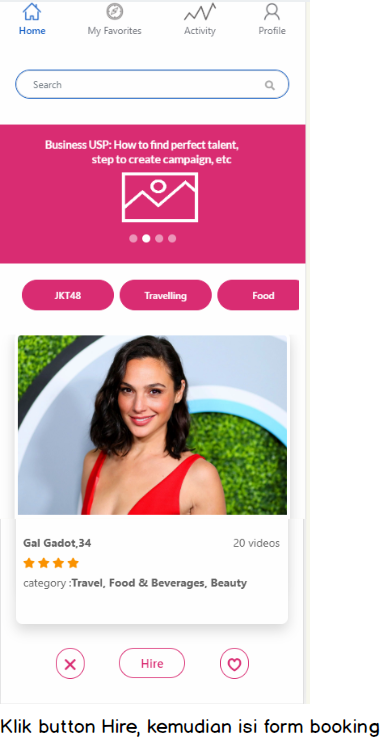 Home My Favorites Activity Profile
Search
Business USP: How to find perfect talent,
step to create campaign, etc
JKT48 Travelling Food
Gal Gadot,34 20 videos
category :Travel, Food & Beverages, Beauty
Hire
Klik button Hire, kemudian isi form booking